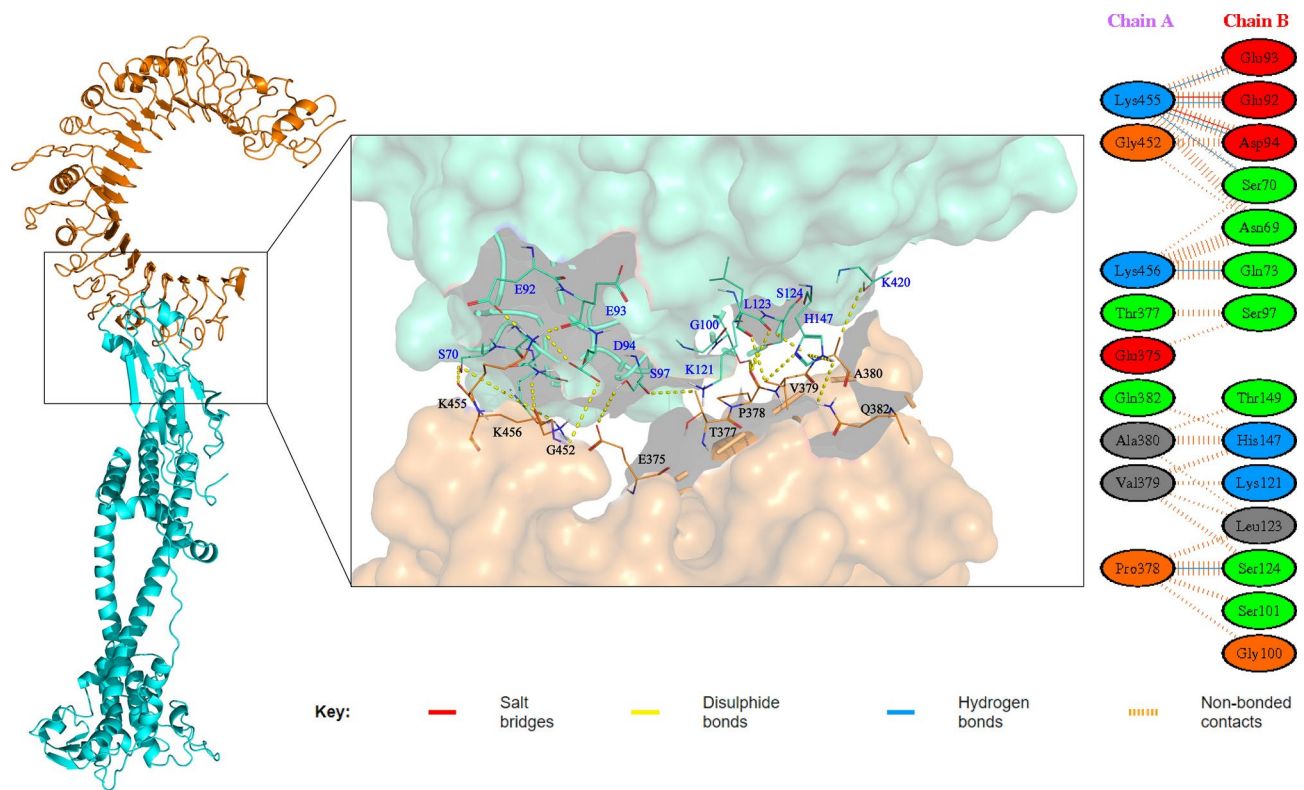 Chain A
Chain B
Glu93
Lys455
Glu92
Gly452
Asp94
Ser70
Asn69
Lys456
Gln73
Thr377
Ser97
Glu375
Gln382
Thr149
Ala380
His147
Val379
Lys121
Leu123
Pro378
Ser124
Ser101
Gly100
E92
E93
S70
D94
S97
G100
L123
S124
H147
K420
K121
K455
K456
G452
E375
T377
P378
V379
A380
Q382
Key:
Salt
bridges
Disulphide
bonds
Hydrogen
bonds
Non-bonded
contacts